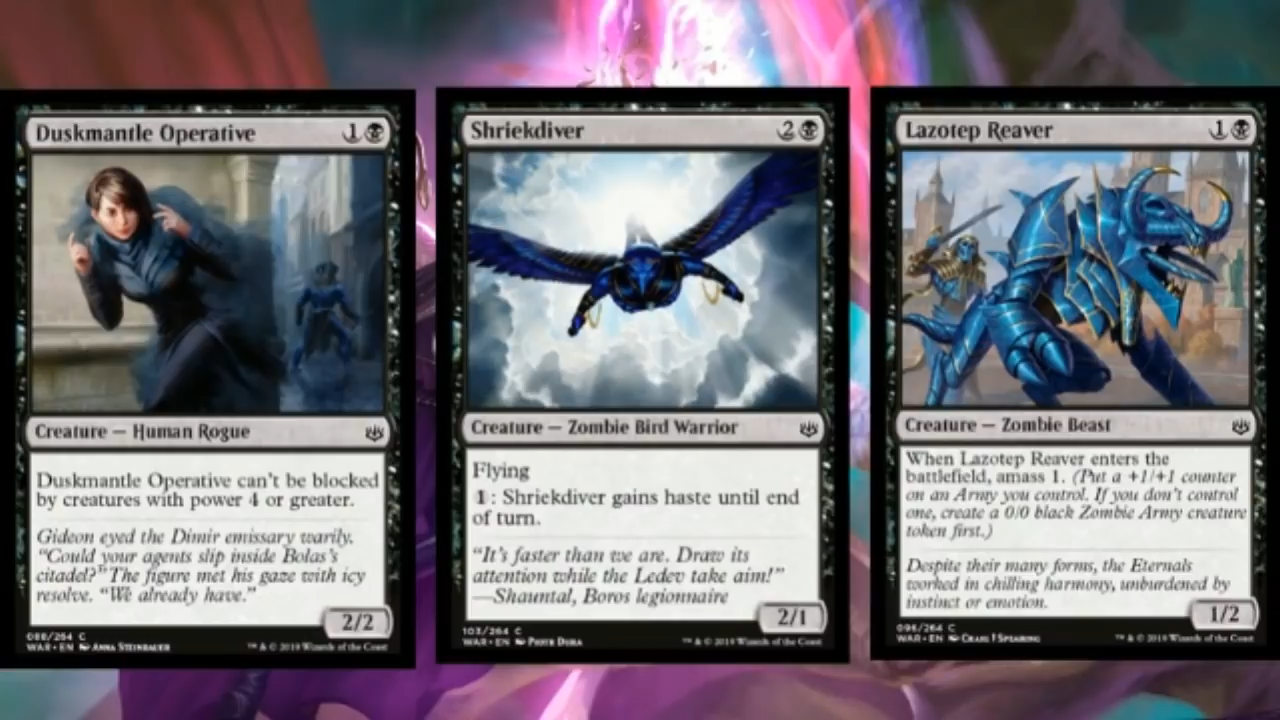 Duskmantle Operative 1
Creature — Human Rogue
Duskmantle Operative can't be blocked
by creatures with power 4 or greater.
Gideon eyed the Dimir emissary warily.
"Could your agents slip inside Bolas's
citadel?" The figure met his gaze with icy
resolve. "We already have."
2/2
088/264 C
WAR • EN Anna Steinbauer
™ & © 2019 Wizards of the Coast
Shriekdiver 2
Creature — Zombie Bird Warrior
Flying
1: Shriekdiver gains haste until end
of turn.
"It's faster than we are. Draw its
attention while the Ledev take aim!"
—Shauntal, Boros legionnaire
2/1
103/264 C
WAR • EN Piotr Dura
™ & © 2019 Wizards of the Coast
Lazotep Reaver 1
Creature — Zombie Beast
When Lazotep Reaver enters the
battlefield, amass 1. (Put a +1/+1 counter
on an Army you control. If you don't control
one, create a 0/0 black Zombie Army creature
token first.)
Despite their many forms, the Eternals
worked in chilling harmony, unburdened by
instinct or emotion.
1/2
096/264 C
WAR • EN Craig J Spearing
™ & © 2019 Wizards of the Coast